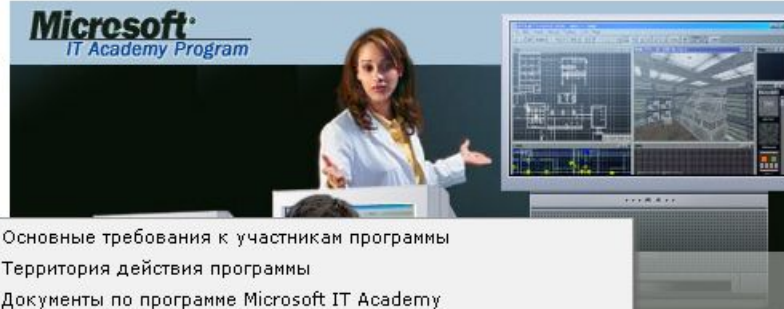 Microsoft
IT Academy Program
Основные требования к участникам программы
Территория действия программы
Документы по программе Microsoft IT Academy